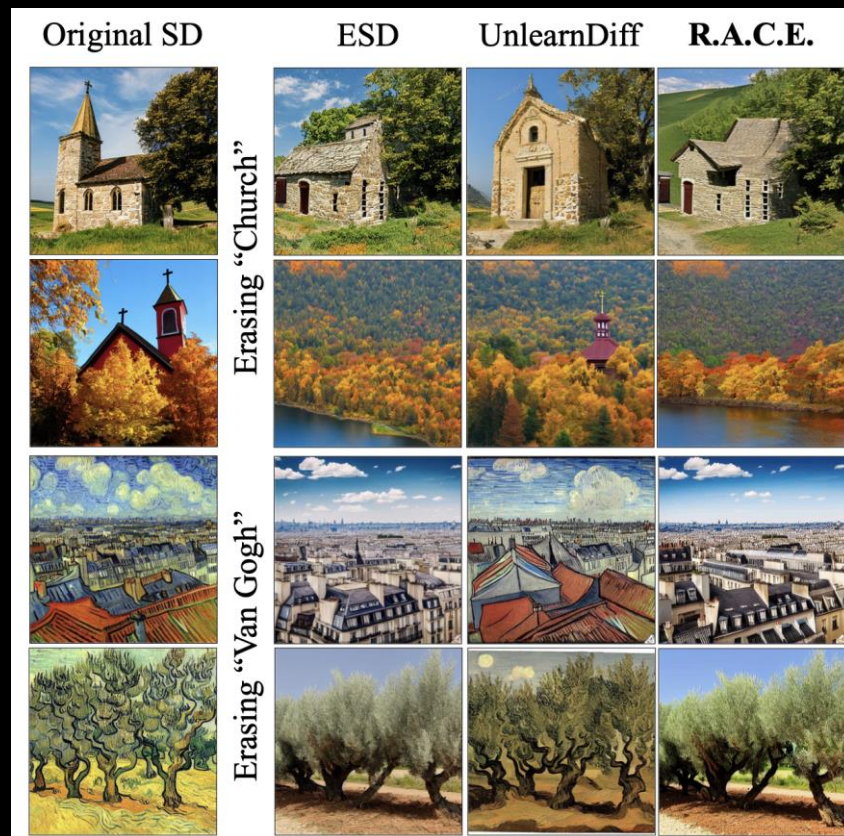 Original SD
ESD
UnlearnDiff
R.A.C.E.
Erasing “Church”
Erasing “Van Gogh”